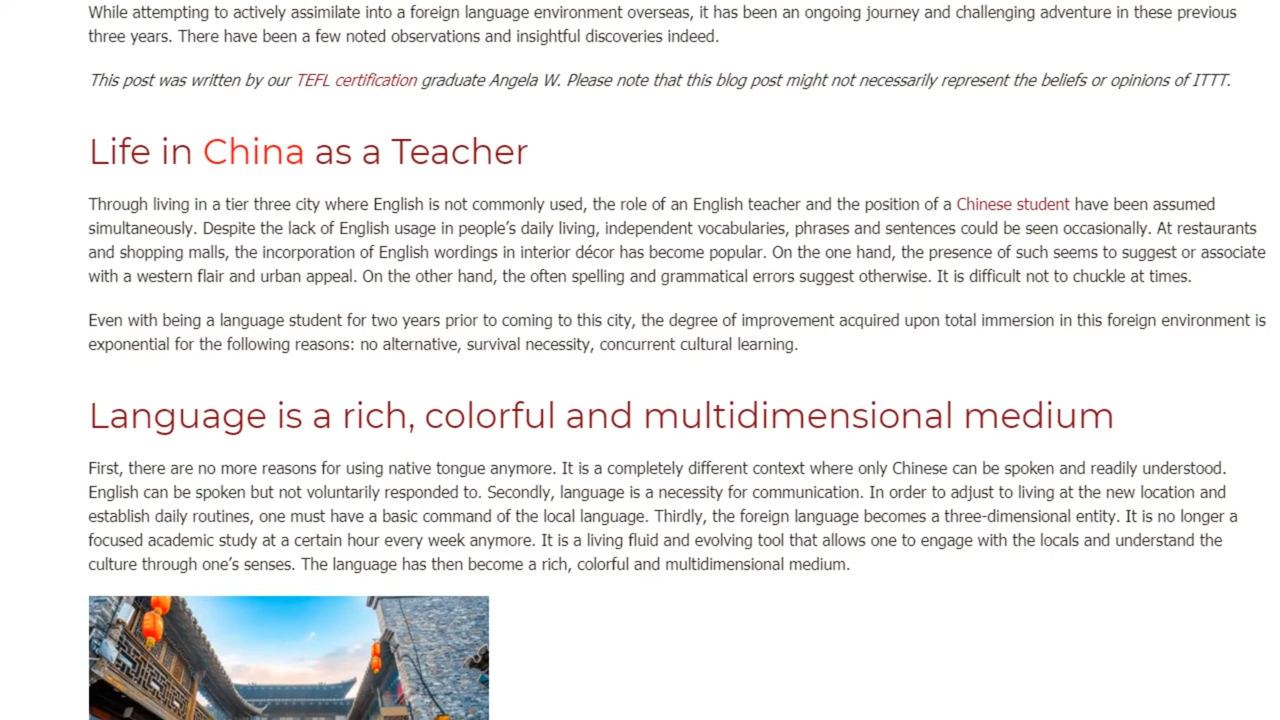 While attempting to actively assimilate into a foreign language environment overseas, it has been an ongoing journey and challenging adventure in these previous
three years. There have been a few noted observations and insightful discoveries indeed.
This post was written by our TEFL certification graduate Angela W. Please note that this blog post might not necessarily represent the beliefs or opinions of ITTT.
Life in China as a Teacher
Through living in a tier three city where English is not commonly used, the role of an English teacher and the position of a Chinese student have been assumed
simultaneously. Despite the lack of English usage in people’s daily living, independent vocabularies, phrases and sentences could be seen occasionally. At restaurants
and shopping malls, the incorporation of English wordings in interior décor has become popular. On the one hand, the presence of such seems to suggest or associate
with a western flair and urban appeal. On the other hand, the often spelling and grammatical errors suggest otherwise. It is difficult not to chuckle at times.
Even with being a language student for two years prior to coming to this city, the degree of improvement acquired upon total immersion in this foreign environment is
exponential for the following reasons: no alternative, survival necessity, concurrent cultural learning.
Language is a rich, colorful and multidimensional medium
First, there are no more reasons for using native tongue anymore. It is a completely different context where only Chinese can be spoken and readily understood.
English can be spoken but not voluntarily responded to. Secondly, language is a necessity for communication. In order to adjust to living at the new location and
establish daily routines, one must have a basic command of the local language. Thirdly, the foreign language becomes a three-dimensional entity. It is no longer a
focused academic study at a certain hour every week anymore. It is a living fluid and evolving tool that allows one to engage with the locals and understand the
culture through one’s senses. The language has then become a rich, colorful and multidimensional medium.